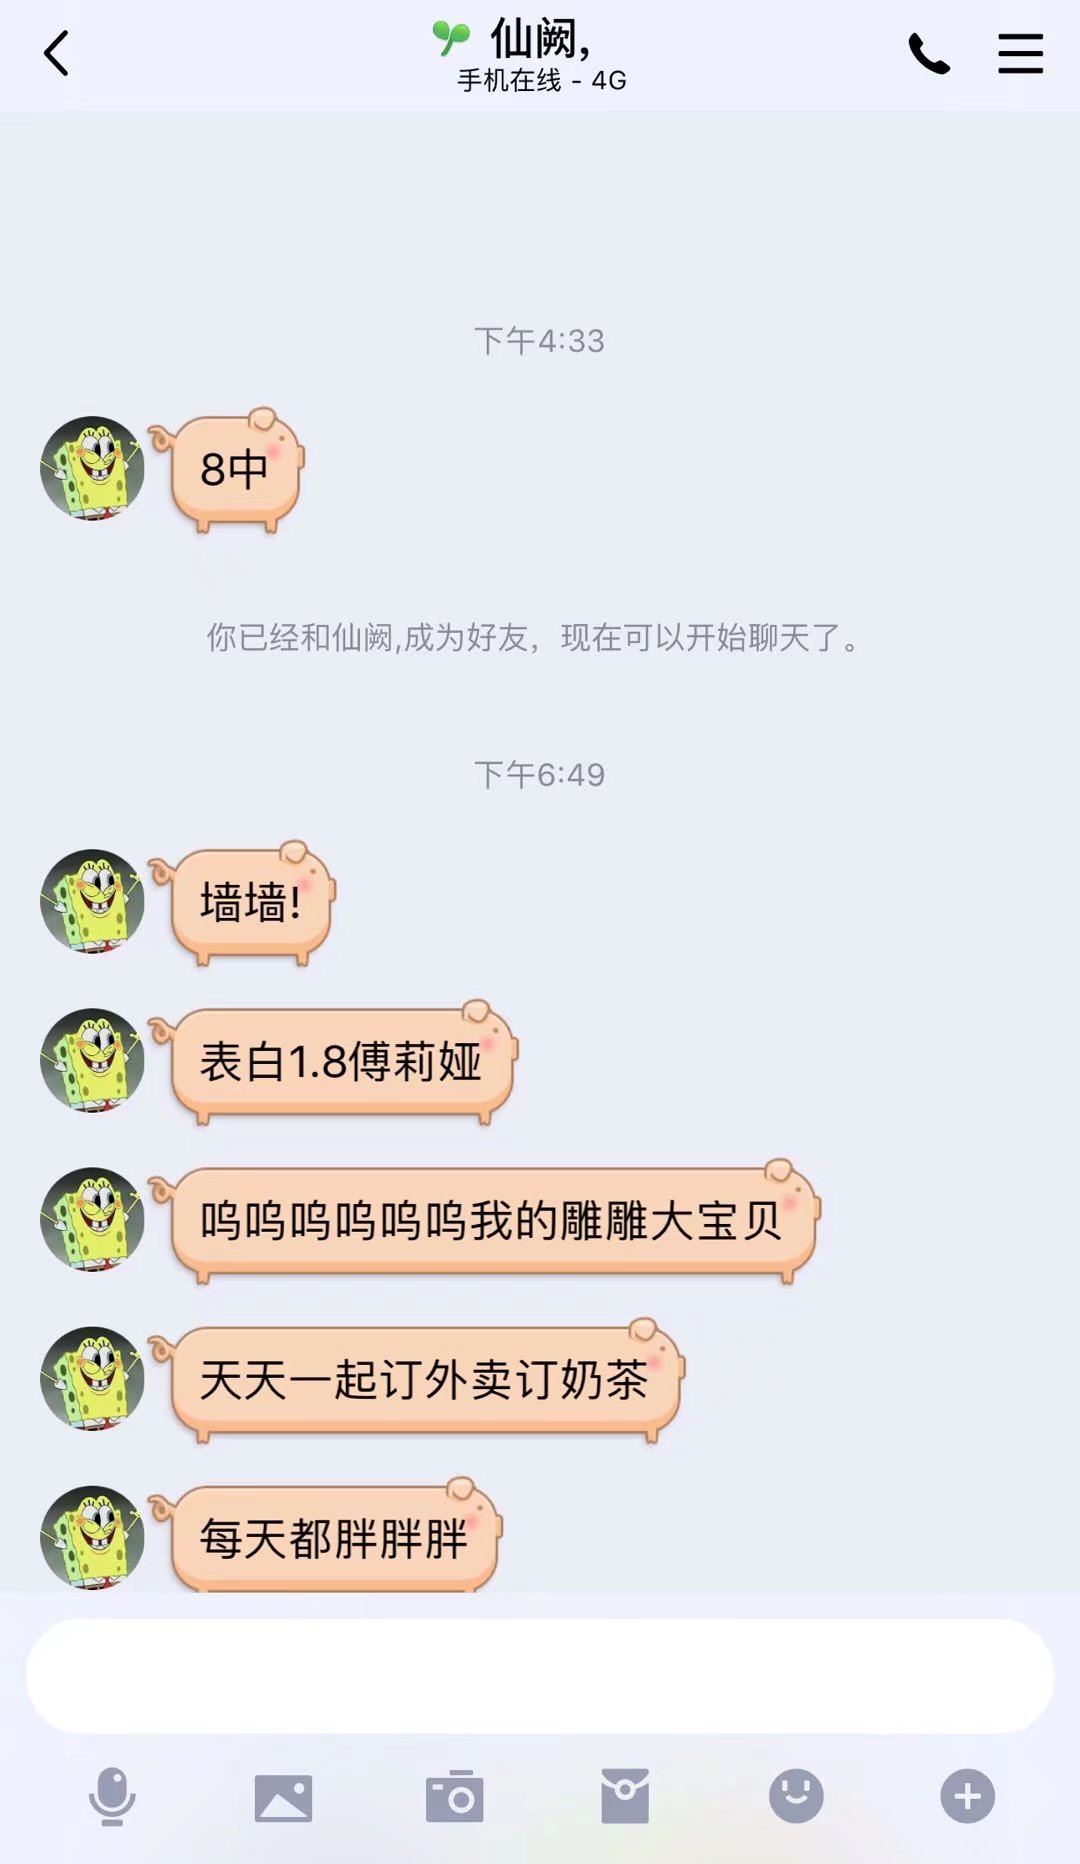 仙阙,
手机在线 - 4G
下午4:33
8中
你已经和仙阙,成为好友，现在可以开始聊天了。
下午6:49
墙墙!
表白1.8傅莉娅
呜呜呜呜呜呜我的雕雕大宝贝
天天一起订外卖订奶茶
每天都胖胖胖